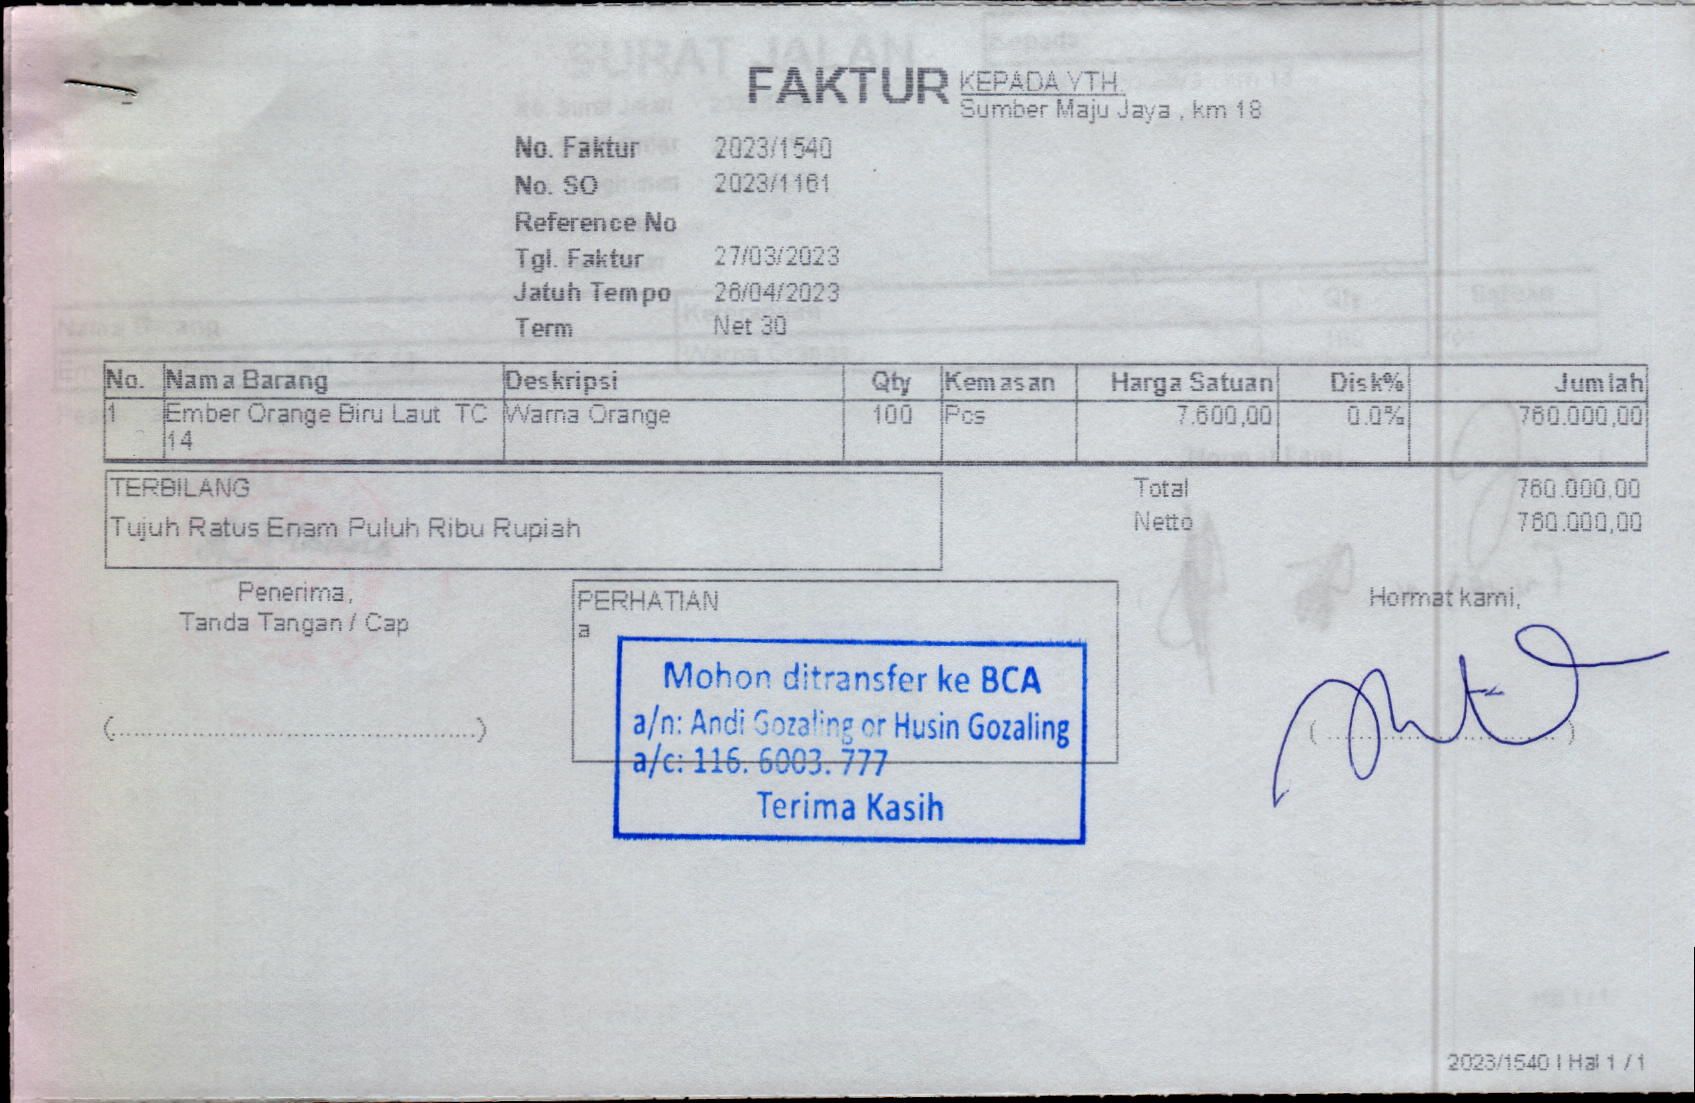 FAKTUR
KEPADA YTH.
Sumber Maju Jaya , km 18
No. Faktur 2023/1540
No. SO 2023/1161
Reference No
Tgl. Faktur 27/03/2023
Jatuh Tempo 26/04/2023
Term Net 30
No. Nama Barang Deskripsi Qty Kemasan Harga Satuan Disk% Jumlah
1 Ember Orange Biru Laut TC Warna Orange 100 Pcs 7.600,00 0.0% 760.000,00
14
TERBILANG
Tujuh Ratus Enam Puluh Ribu Rupiah
Total 760.000,00
Netto 760.000,00
Penerima,
Tanda Tangan / Cap
(..............................................)
PERHATIAN
a
Mohon ditransfer ke BCA
a/n: Andi Gozaling or Husin Gozaling
a/c: 116. 6003. 777
Terima Kasih
Hormat kami,
2023/1540 | Hal 1 / 1